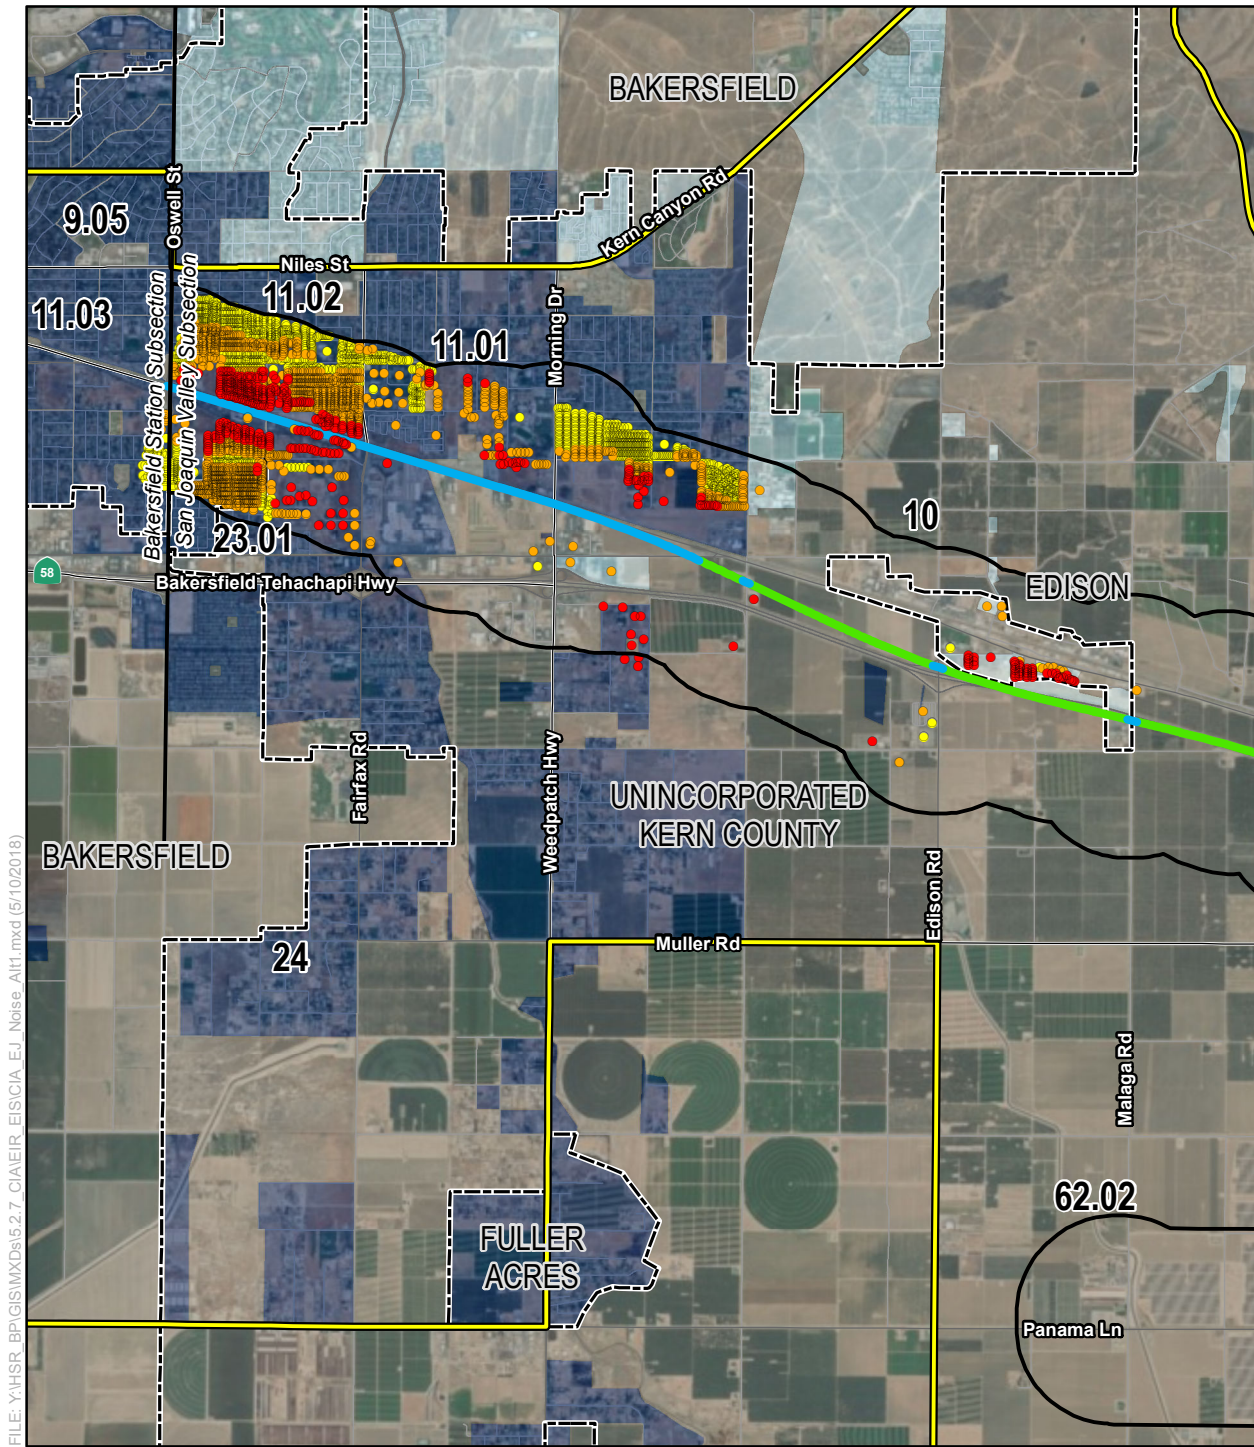 BAKERSFIELD
Kern Canyon Rd
Oswell St
9.05
Niles St
11.02
11.03
11.01
Morning Dr
Bakersfield Station Subsection
San Joaquin Valley Subsection
23.01
10
58
Bakersfield Tehachapi Hwy
EDISON
Fairfax Rd
Weedpatch Hwy
UNINCORPORATED
KERN COUNTY
BAKERSFIELD
Edison Rd
Muller Rd
24
Malaga Rd
62.02
FULLER
ACRES
Panama Ln
FILE: Y:\HSR_BP\GIS\MXDs\5.2.7_CIA\EIR_EIS\CIA_EJ_Noise_Alt1.mxd (5/10/2018)